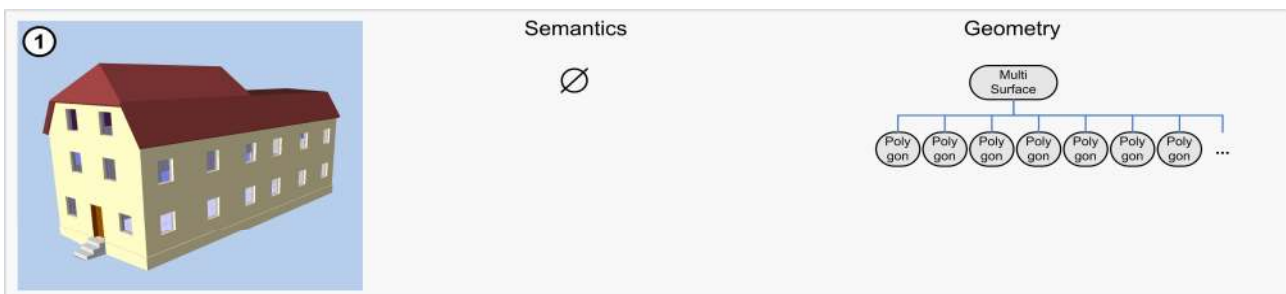 1
Semantics
Geometry
∅
Multi
Surface
Poly Poly Poly Poly Poly Poly Poly
gon gon gon gon gon gon gon
...